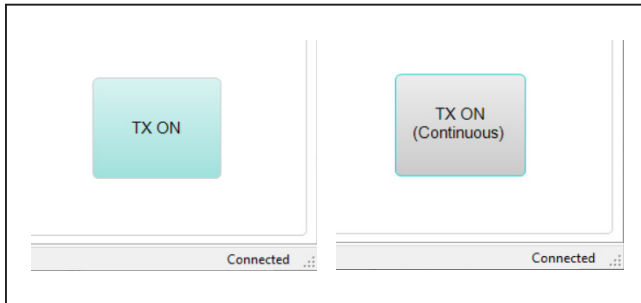 TX ON
Connected
TX ON
(Continuous)
Connected